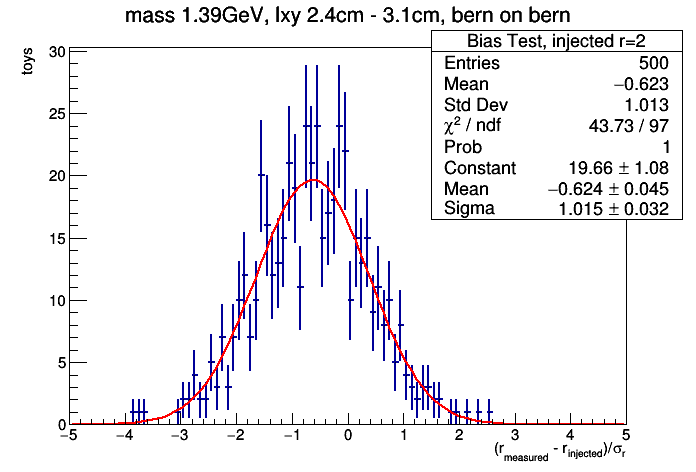 mass 1.39GeV, lxy 2.4cm - 3.1cm, bern on bern
Bias Test, injected r=2
Entries 500
Mean −0.623
Std Dev 1.013
χ² / ndf 43.73 / 97
Prob 1
Constant 19.66 ± 1.08
Mean −0.624 ± 0.045
Sigma 1.015 ± 0.032
toys
30
25
20
15
10
5
0
−5 −4 −3 −2 −1 0 1 2 3 4 5
(r_measured - r_injected)/σ_r